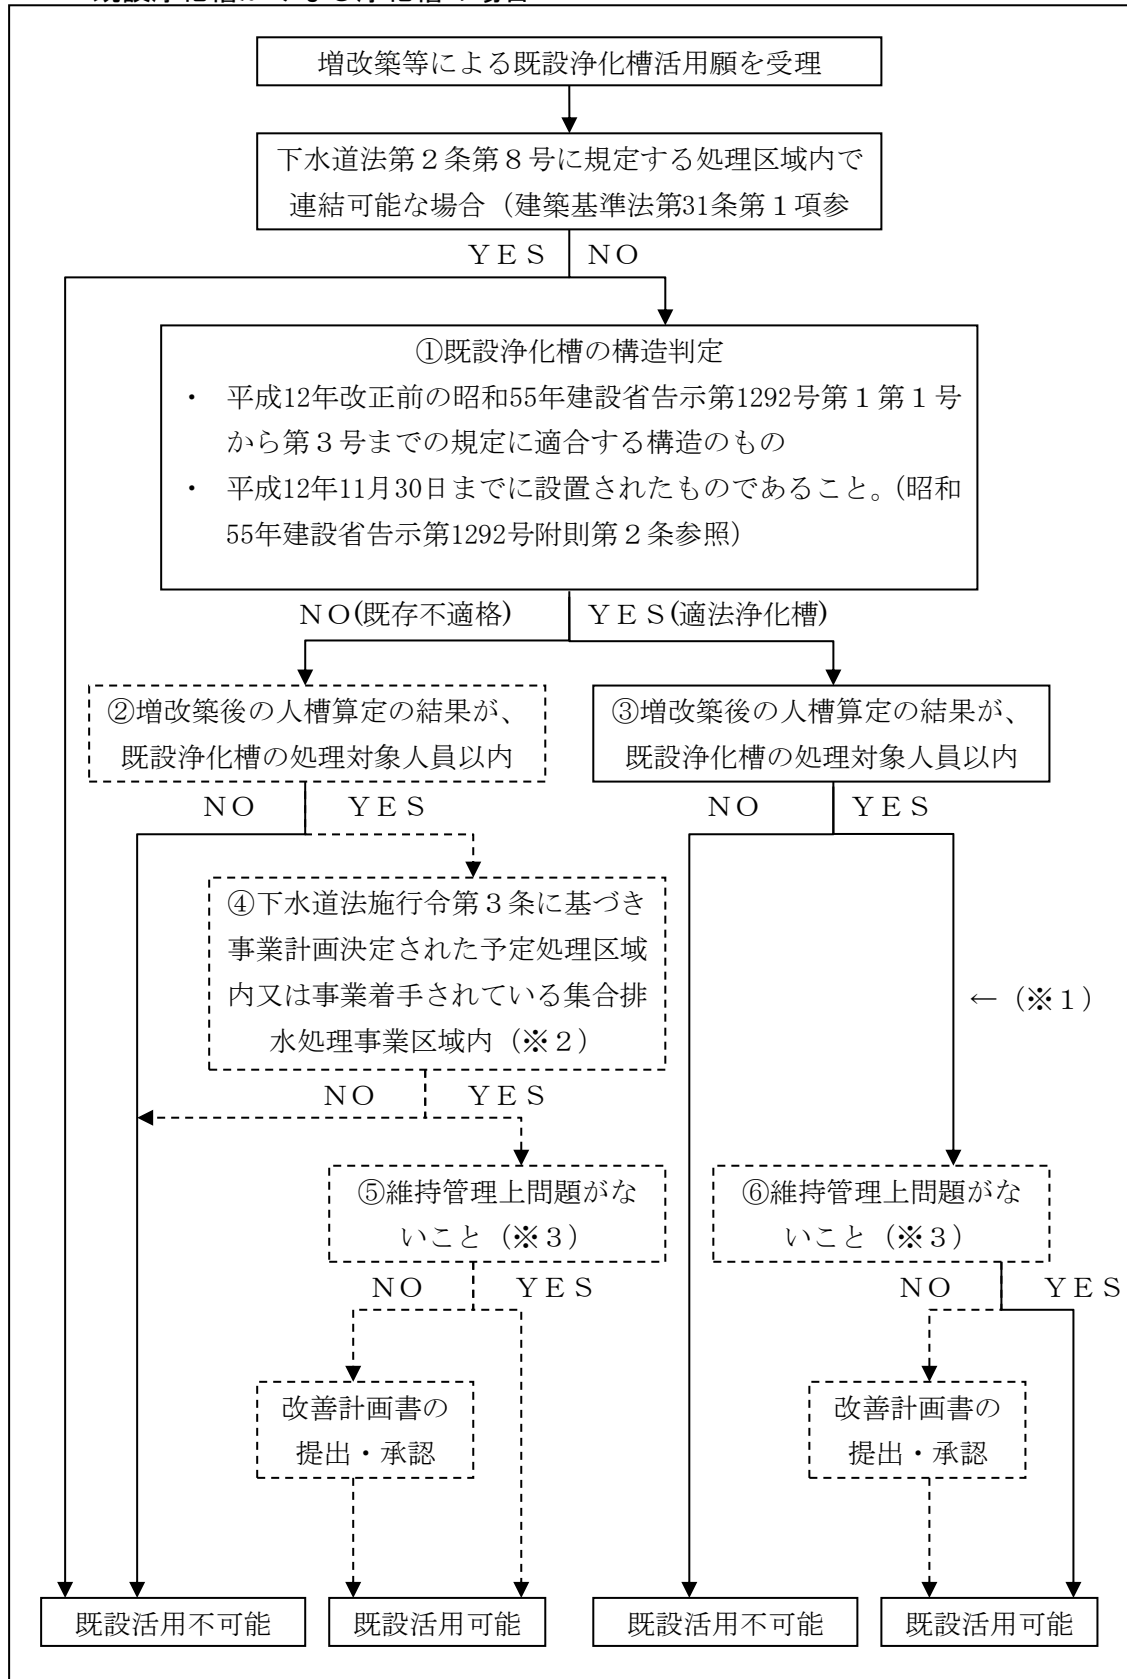 増改築等による既設浄化槽活用願を受理
下水道法第２条第８号に規定する処理区域内で
連結可能な場合（建築基準法第31条第１項参
ＹＥＳ ＮＯ
①既設浄化槽の構造判定
・ 平成12年改正前の昭和55年建設省告示第1292号第１第１号
から第３号までの規定に適合する構造のもの
・ 平成12年11月30日までに設置されたものであること。（昭和
55年建設省告示第1292号附則第２条参照）
ＮＯ(既存不適格) ＹＥＳ(適法浄化槽)
②増改築後の人槽算定の結果が、
既設浄化槽の処理対象人員以内
③増改築後の人槽算定の結果が、
既設浄化槽の処理対象人員以内
ＮＯ ＹＥＳ
ＮＯ ＹＥＳ
④下水道法施行令第３条に基づき
事業計画決定された予定処理区域
内又は事業着手されている集合排
水処理事業区域内（※２）
←（※１）
ＮＯ ＹＥＳ
⑤維持管理上問題がな
いこと（※３）
⑥維持管理上問題がな
いこと（※３）
ＮＯ ＹＥＳ
ＮＯ ＹＥＳ
改善計画書の
提出・承認
改善計画書の
提出・承認
既設活用不可能
既設活用可能
既設活用不可能
既設活用可能